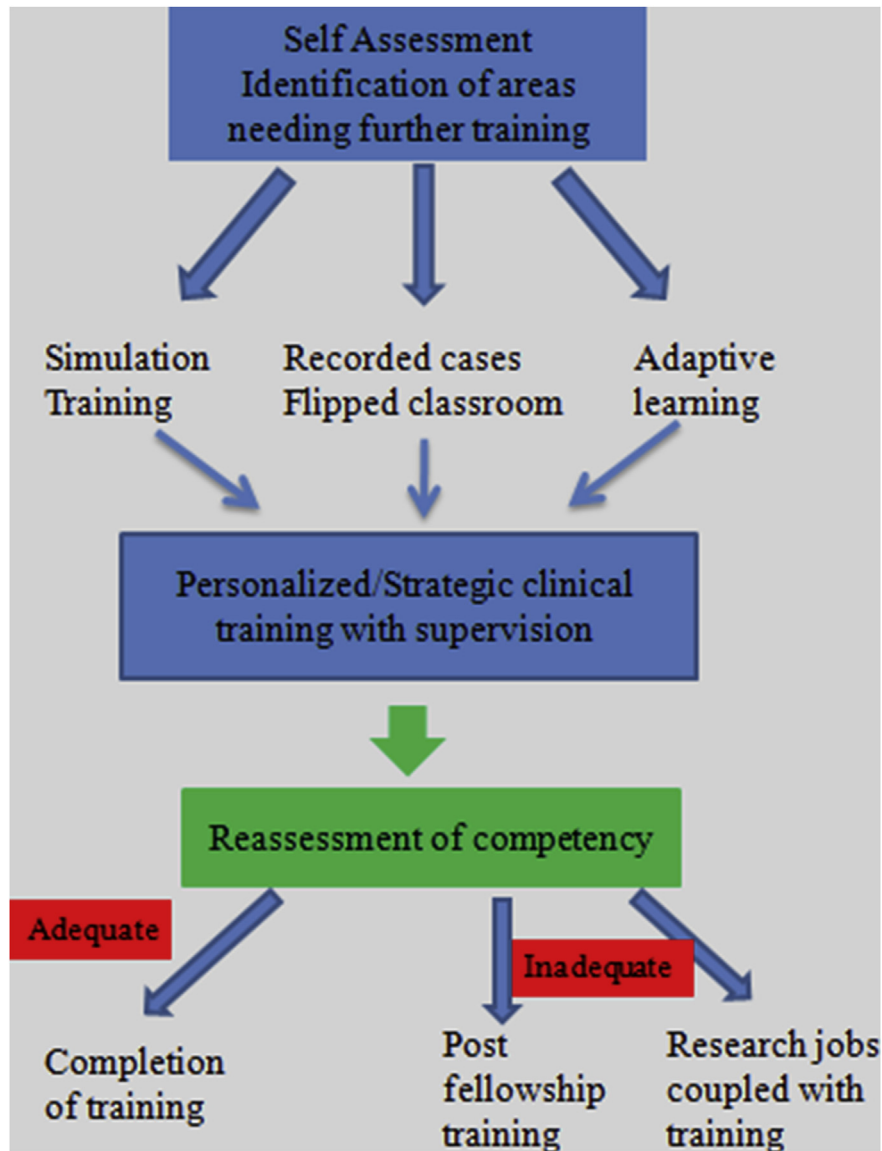 Self Assessment
Identification of areas
needing further training
Simulation
Training
Recorded cases
Flipped classroom
Adaptive
learning
Personalized/Strategic clinical
training with supervision
Reassessment of competency
Adequate
Inadequate
Completion
of training
Post
fellowship
training
Research jobs
coupled with
training